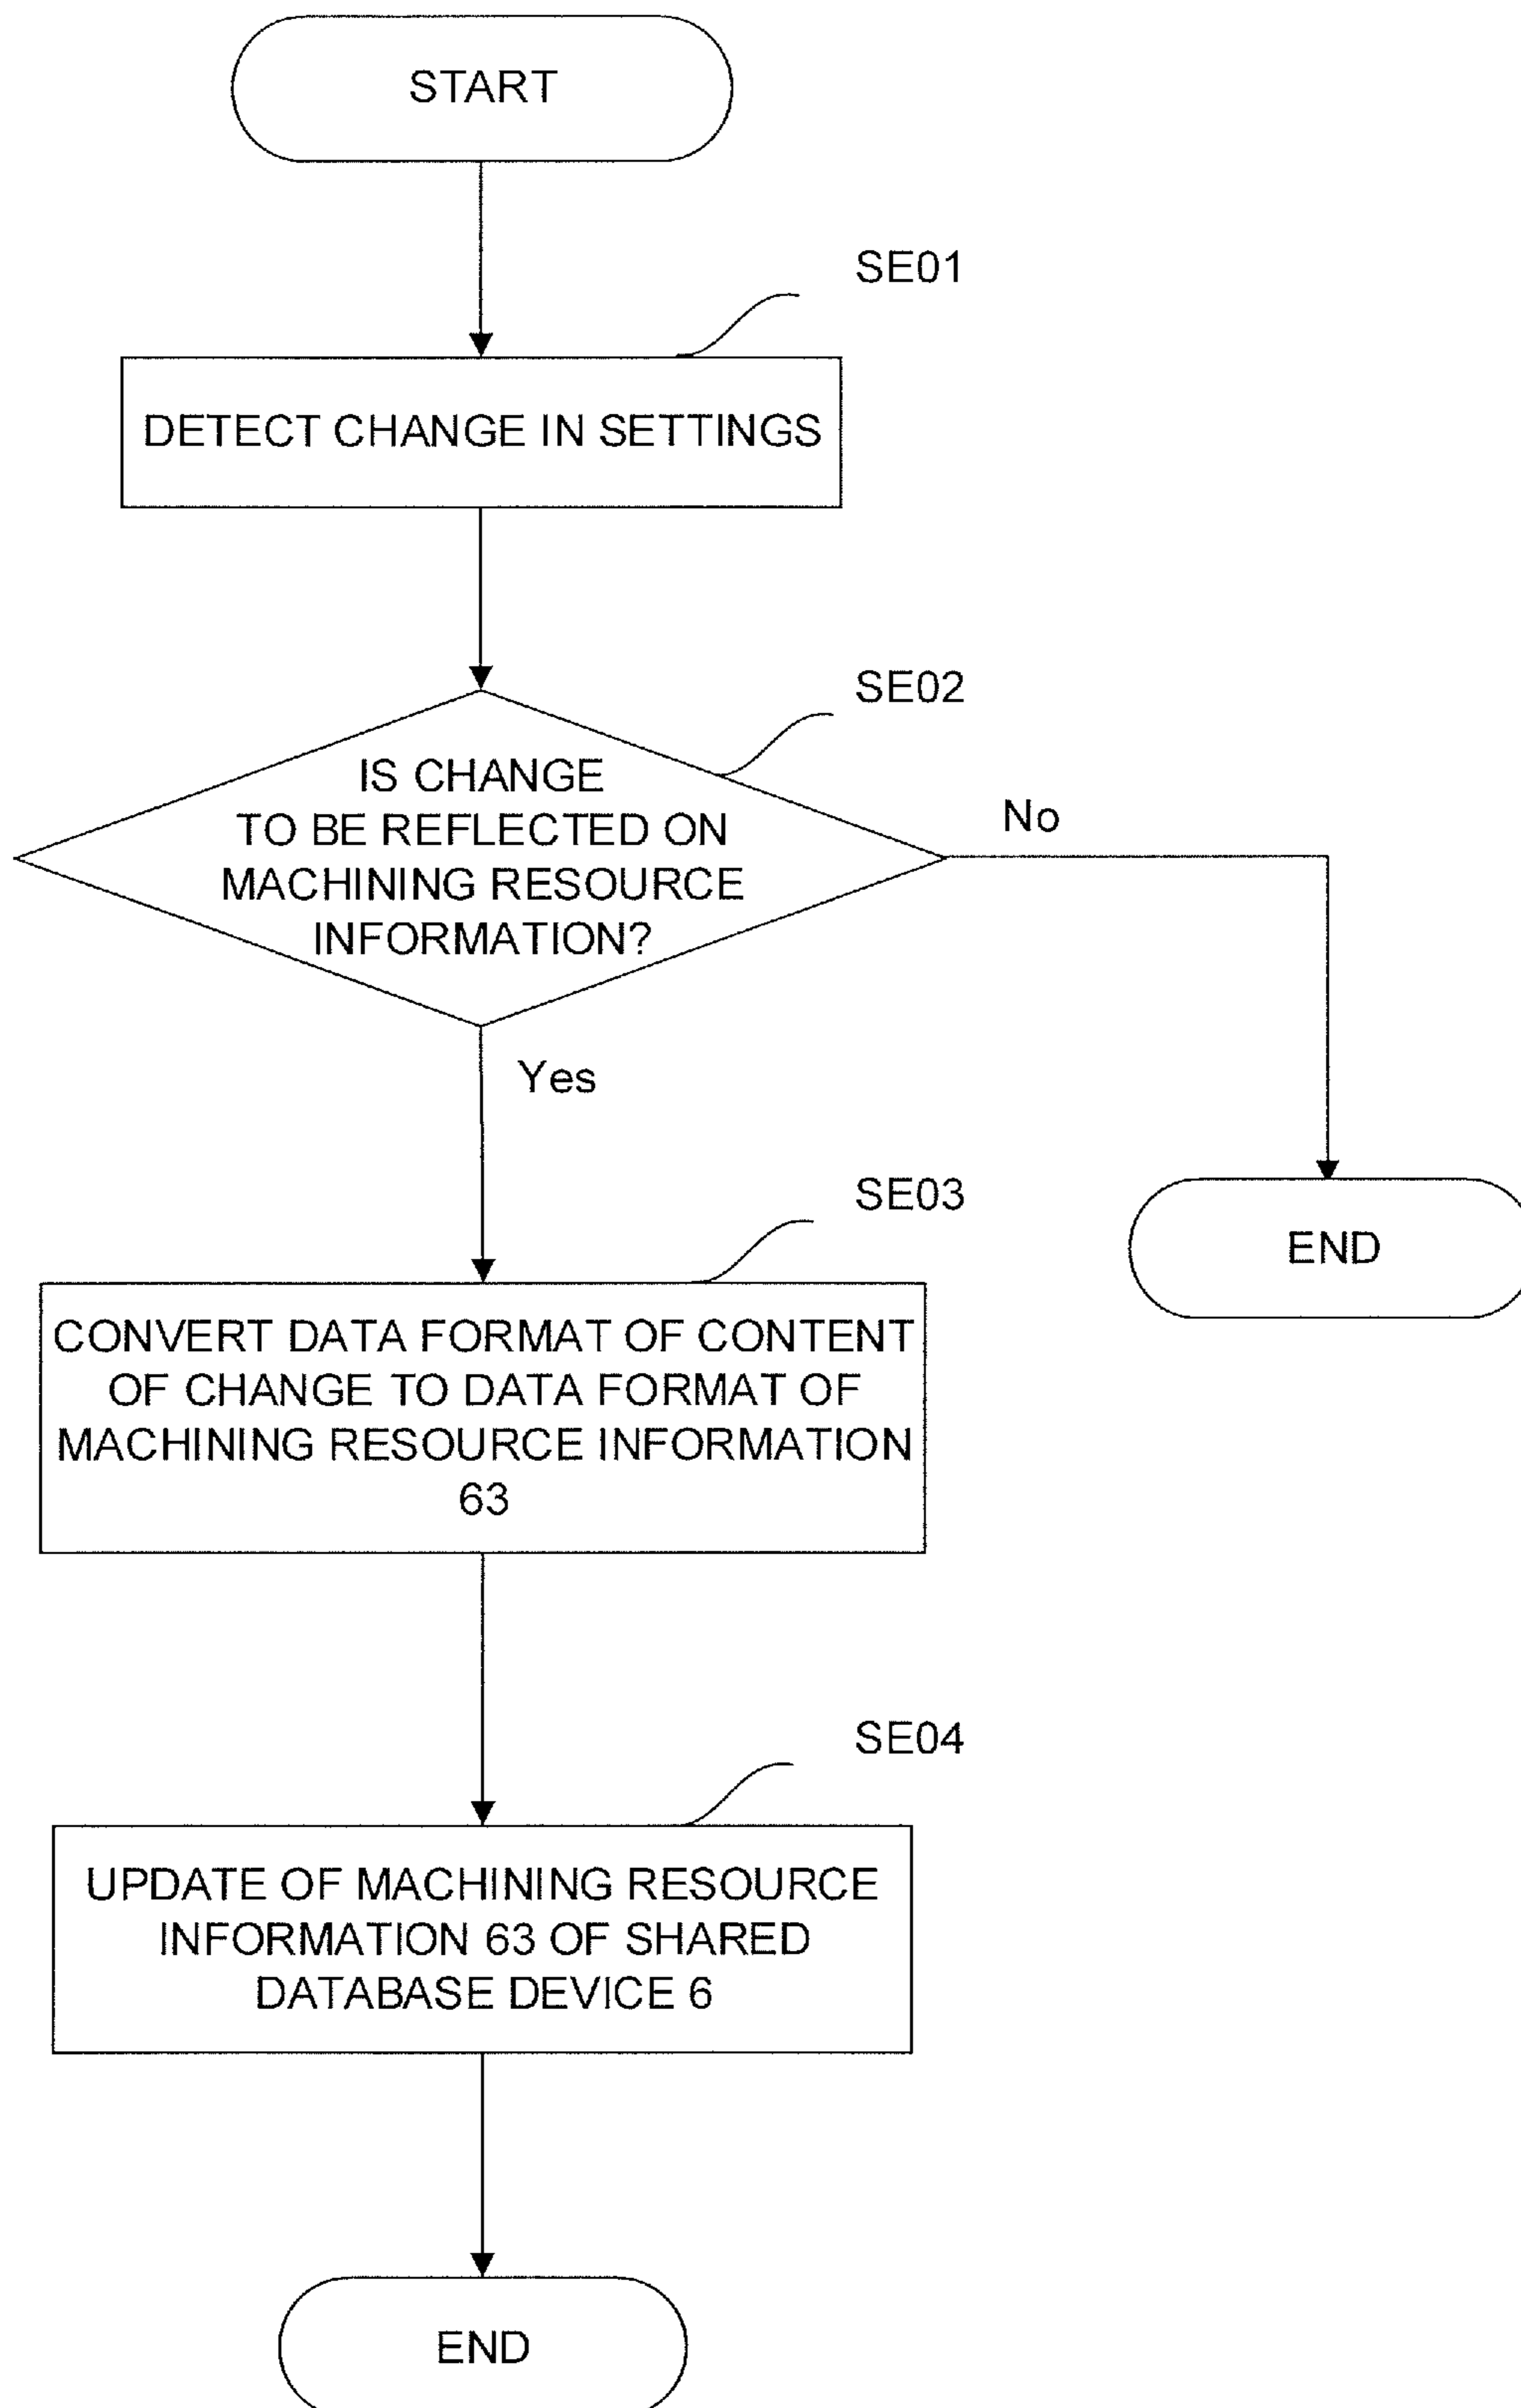 START
SE01
DETECT CHANGE IN SETTINGS
SE02
IS CHANGE
TO BE REFLECTED ON
MACHINING RESOURCE
INFORMATION?
No
Yes
SE03
CONVERT DATA FORMAT OF CONTENT
OF CHANGE TO DATA FORMAT OF
MACHINING RESOURCE INFORMATION
63
END
SE04
UPDATE OF MACHINING RESOURCE
INFORMATION 63 OF SHARED
DATABASE DEVICE 6
END